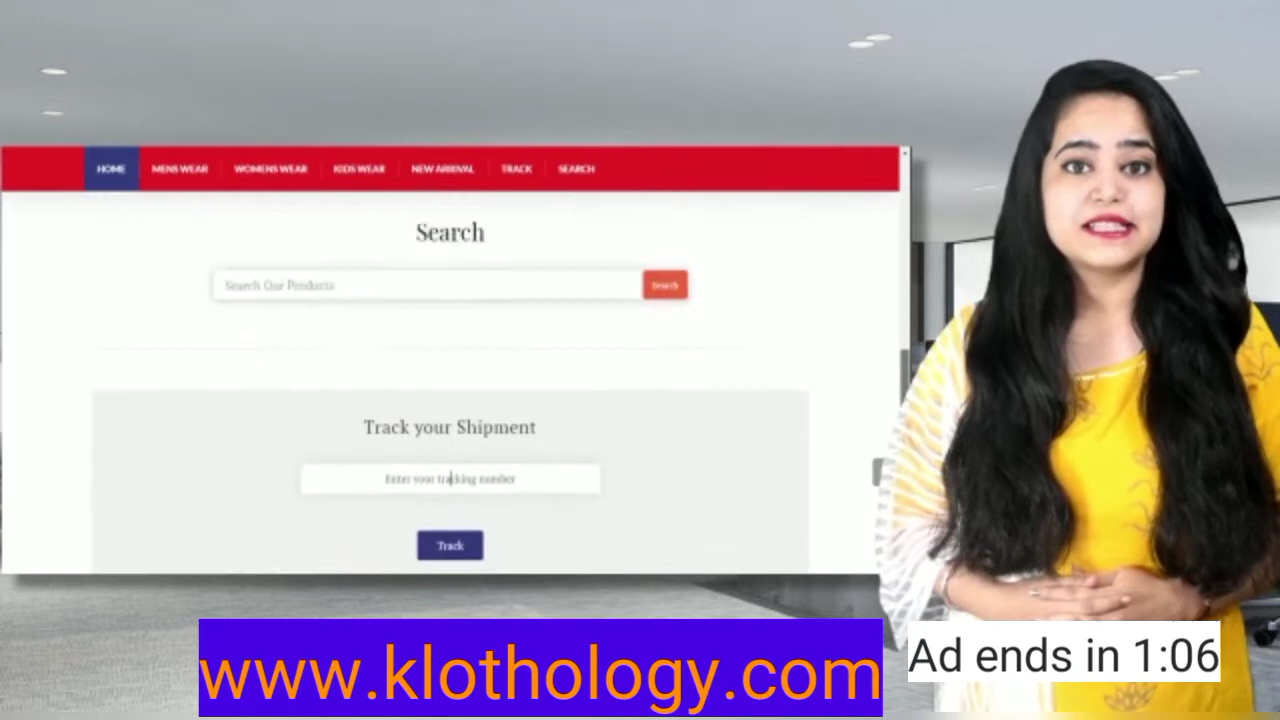 HOME MENS WEAR WOMENS WEAR KIDS WEAR NEW ARRIVAL TRACK SEARCH
Search
Search Our Products Search
Track your Shipment
Enter your tracking number
Track
www.klothology.com
Ad ends in 1:06